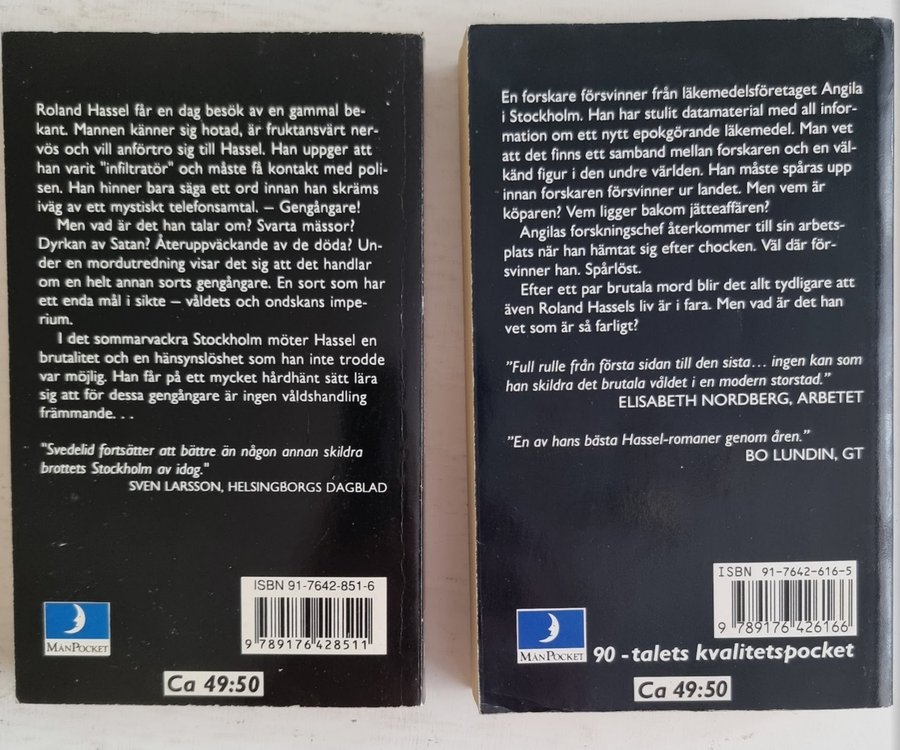 Roland Hassel får en dag besök av en gammal be-
kant. Mannen känner sig hotad, är fruktansvärt ner-
vös och vill anförtro sig till Hassel. Han uppger att
han varit "infiltratör" och måste få kontakt med poli-
sen. Han hinner bara säga ett ord innan han skräms
iväg av ett mystiskt telefonsamtal. – Gengångare!
Men vad är det han talar om? Svarta mässor?
Dyrkan av Satan? Återuppväckande av de döda? Un-
der en mordutredning visar det sig att det handlar
om en helt annan sorts gengångare. En sort som har
ett enda mål i sikte – våldets och ondskans impe-
rium.
I det sommarvackra Stockholm möter Hassel en
brutalitet och en hänsynslöshet som han inte trodde
var möjlig. Han får på ett mycket hårdhänt sätt lära
sig att för dessa gengångare är ingen våldshandling
främmande. . .
"Svedelid fortsätter att bättre än någon annan skildra
brottets Stockholm av idag."
SVEN LARSSON, HELSINGBORGS DAGBLAD
ISBN 91-7642-851-6
9 789176 428511
MÅNPOCKET
Ca 49:50
En forskare försvinner från läkemedelsföretaget Angila
i Stockholm. Han har stulit datamaterial med all infor-
mation om ett nytt epokgörande läkemedel. Man vet
att det finns ett samband mellan forskaren och en väl-
känd figur i den undre världen. Han måste spåras upp
innan forskaren försvinner ur landet. Men vem är
köparen? Vem ligger bakom jätteaffären?
Angilas forskningschef återkommer till sin arbets-
plats när han hämtat sig efter chocken. Väl där för-
svinner han. Spårlöst.
Efter ett par brutala mord blir det allt tydligare att
även Roland Hassels liv är i fara. Men vad är det han
vet som är så farligt?
"Full rulle från första sidan till den sista... ingen kan som
han skildra det brutala våldet i en modern storstad."
ELISABETH NORDBERG, ARBETET
"En av hans bästa Hassel-romaner genom åren."
BO LUNDIN, GT
ISBN 91-7642-616-5
9 789176 426166
MÅNPOCKET
90 -talets kvalitetspocket
Ca 49:50